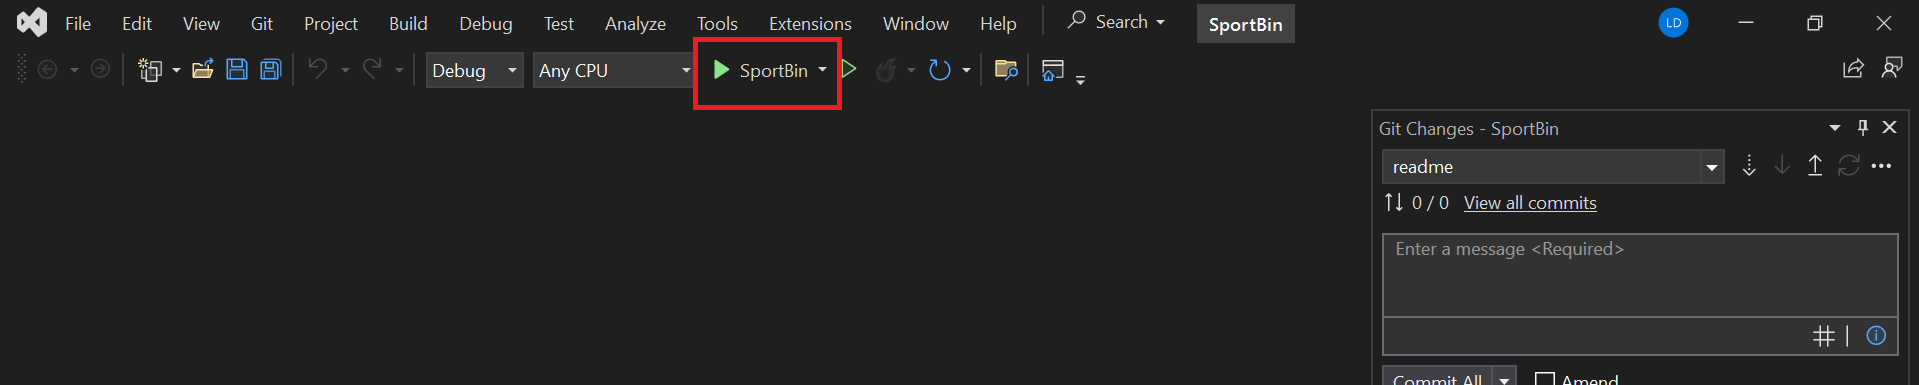 File Edit View Git Project Build Debug Test Analyze Tools Extensions Window Help Search SportBin LD
Debug Any CPU SportBin
Git Changes - SportBin
readme
0 / 0 View all commits
Enter a message <Required>
Commit All Amend